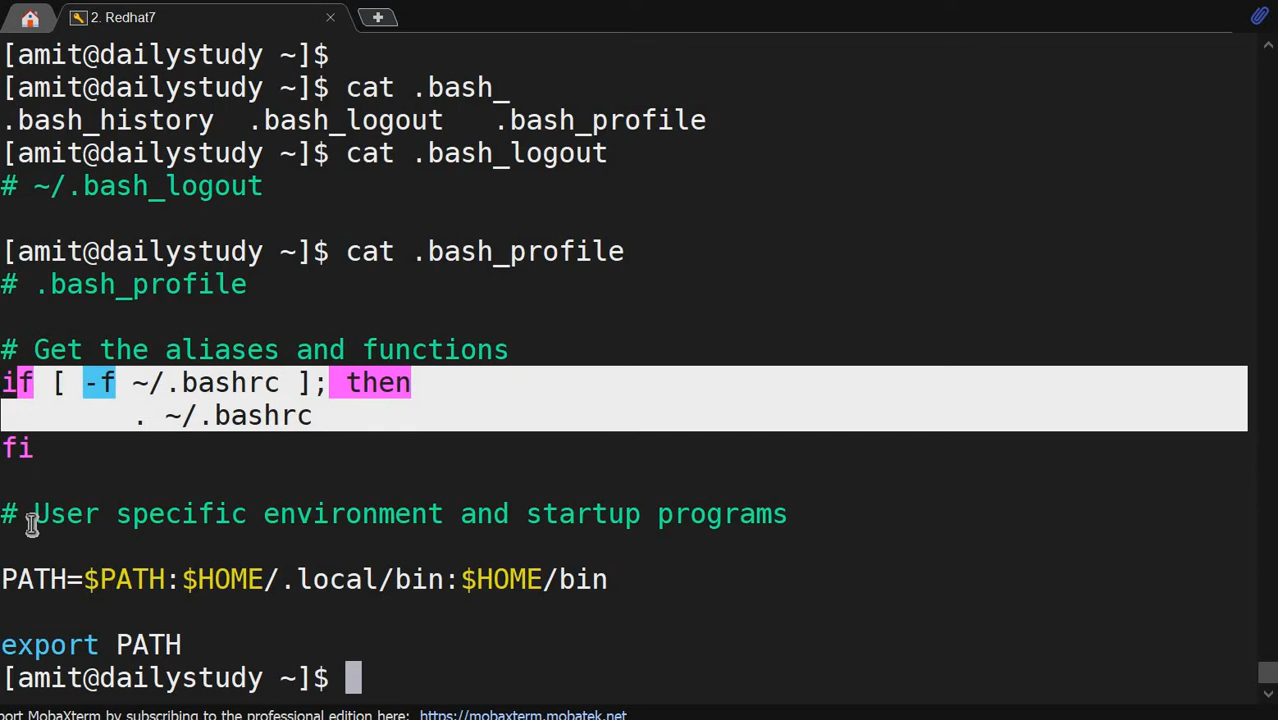 2. Redhat7
[amit@dailystudy ~]$
[amit@dailystudy ~]$ cat .bash_
.bash_history  .bash_logout   .bash_profile
[amit@dailystudy ~]$ cat .bash_logout
# ~/.bash_logout
[amit@dailystudy ~]$ cat .bash_profile
# .bash_profile
# Get the aliases and functions
if [ -f ~/.bashrc ]; then
        . ~/.bashrc
fi
# User specific environment and startup programs
PATH=$PATH:$HOME/.local/bin:$HOME/bin
export PATH
[amit@dailystudy ~]$
port MobaXterm by subscribing to the professional edition here: https://mobaxterm.mobatek.net